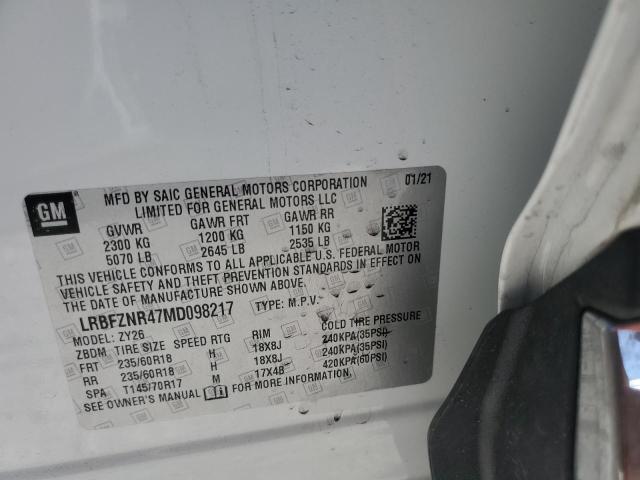 GM
MFD BY SAIC GENERAL MOTORS CORPORATION 01/21
LIMITED FOR GENERAL MOTORS LLC
GVWR GAWR FRT GAWR RR
2300 KG 1200 KG 1150 KG
5070 LB 2645 LB 2535 LB
THIS VEHICLE CONFORMS TO ALL APPLICABLE U.S. FEDERAL MOTOR
VEHICLE SAFETY AND THEFT PREVENTION STANDARDS IN EFFECT ON
THE DATE OF MANUFACTURE SHOWN ABOVE.
LRBFZNR47MD098217 TYPE: M.P.V.
MODEL: ZY26
ZBDM TIRE SIZE SPEED RTG RIM COLD TIRE PRESSURE
FRT 235/60R18 H 18X8J 240KPA(35PSI)
RR 235/60R18 H 18X8J 240KPA(35PSI)
SPA T145/70R17 M 17X4B 420KPA(60PSI)
SEE OWNER'S MANUAL